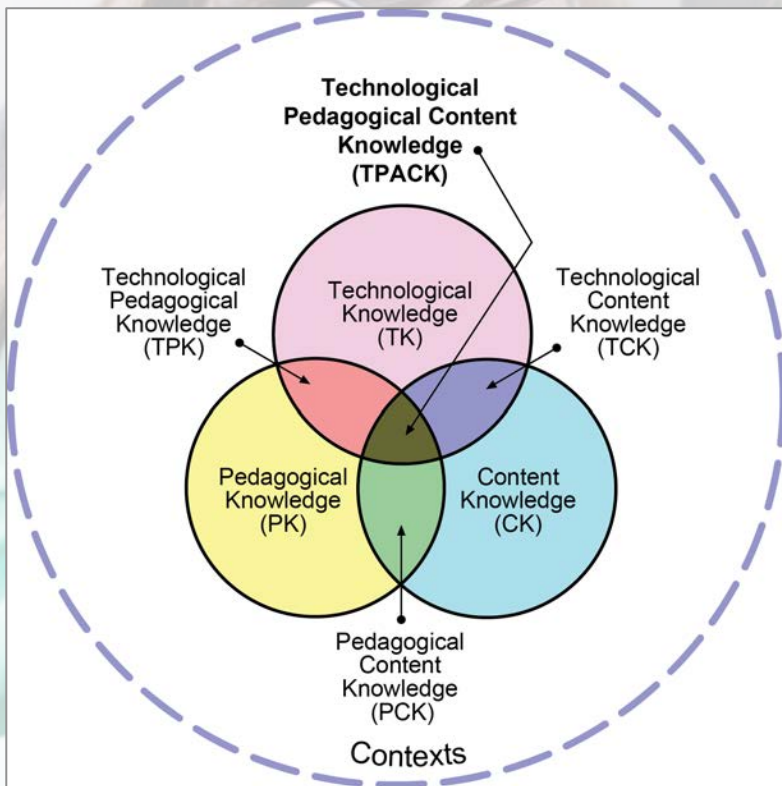 Technological
Pedagogical Content
Knowledge
(TPACK)
Technological
Pedagogical
Knowledge
(TPK)
Technological
Knowledge
(TK)
Technological
Content
Knowledge
(TCK)
Pedagogical
Knowledge
(PK)
Content
Knowledge
(CK)
Pedagogical
Content
Knowledge
(PCK)
Contexts